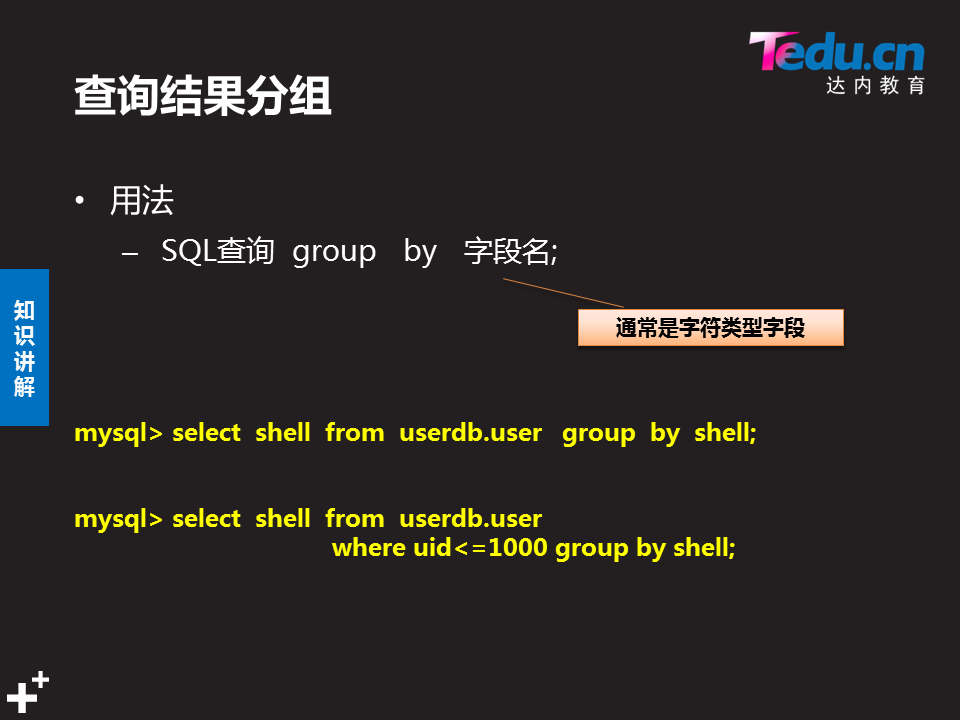 Tedu.cn
达内教育
查询结果分组
• 用法
– SQL查询 group by 字段名;
通常是字符类型字段
知识讲解
mysql> select shell from userdb.user group by shell;
mysql> select shell from userdb.user
where uid<=1000 group by shell;